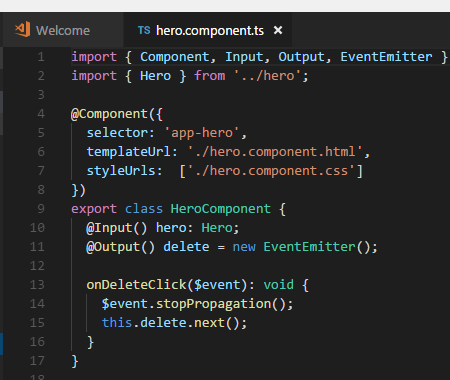 Welcome
TS hero.component.ts ×
1 import { Component, Input, Output, EventEmitter }
2 import { Hero } from '../hero';
3
4 @Component({
5   selector: 'app-hero',
6   templateUrl: './hero.component.html',
7   styleUrls:  ['./hero.component.css']
8 })
9 export class HeroComponent {
10   @Input() hero: Hero;
11   @Output() delete = new EventEmitter();
12
13   onDeleteClick($event): void {
14     $event.stopPropagation();
15     this.delete.next();
16   }
17 }
18